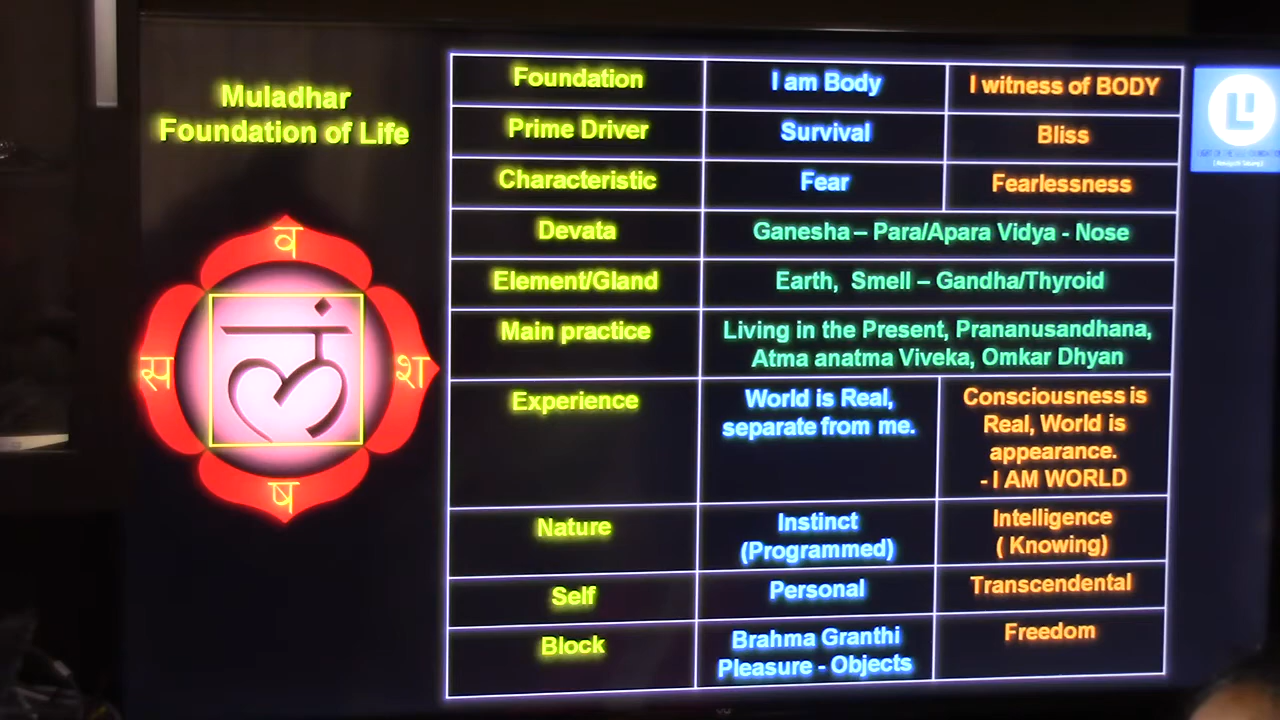 Muladhar
Foundation of Life
व
स
लं
श
ष
Foundation
I am Body
I witness of BODY
Prime Driver
Survival
Bliss
Characteristic
Fear
Fearlessness
Devata
Ganesha – Para/Apara Vidya - Nose
Element/Gland
Earth, Smell – Gandha/Thyroid
Main practice
Living in the Present, Prananusandhana,
Atma anatma Viveka, Omkar Dhyan
Experience
World is Real,
separate from me.
Consciousness is
Real, World is
appearance.
- I AM WORLD
Nature
Instinct
(Programmed)
Intelligence
( Knowing)
Self
Personal
Transcendental
Block
Brahma Granthi
Pleasure - Objects
Freedom